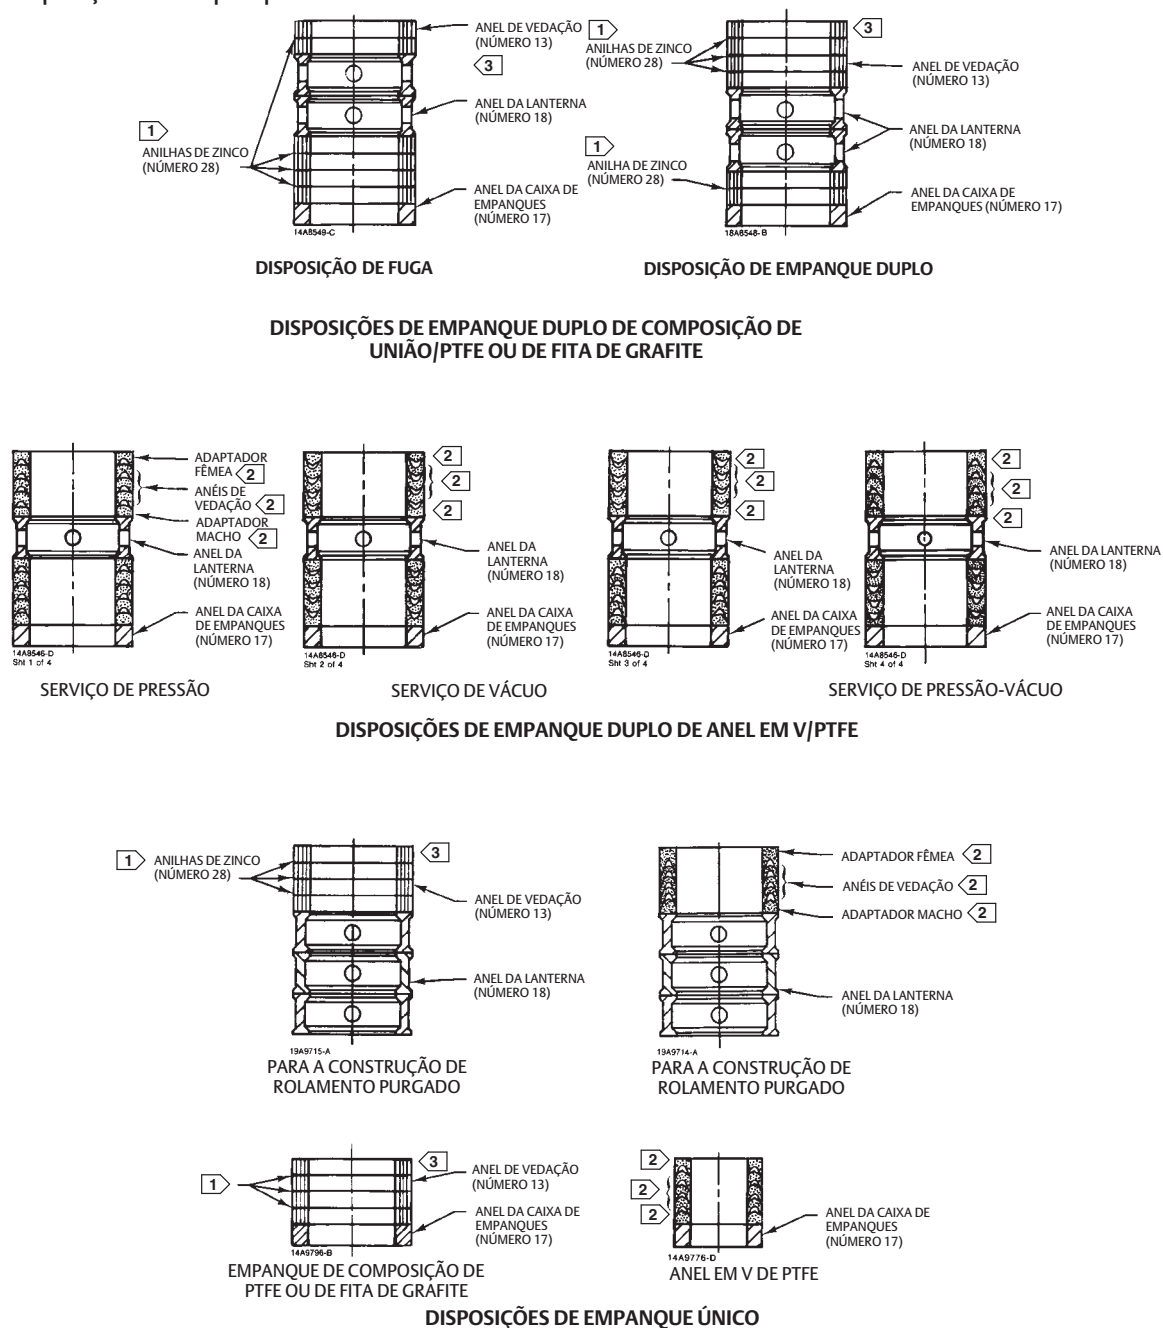 ANEL DE VEDAÇÃO
(NÚMERO 13)
3
ANEL DA LANTERNA
(NÚMERO 18)
1
ANILHAS DE ZINCO
(NÚMERO 28)
ANEL DA CAIXA DE
EMPANQUES
(NÚMERO 17)
14A8549-C
DISPOSIÇÃO DE FUGA
1
ANILHAS DE ZINCO
(NÚMERO 28)
3
ANEL DE VEDAÇÃO
(NÚMERO 13)
ANEL DA LANTERNA
(NÚMERO 18)
1
ANILHA DE ZINCO
(NÚMERO 28)
ANEL DA CAIXA DE
EMPANQUES (NÚMERO 17)
18A8548-B
DISPOSIÇÃO DE EMPANQUE DUPLO
DISPOSIÇÕES DE EMPANQUE DUPLO DE COMPOSIÇÃO DE
UNIÃO/PTFE OU DE FITA DE GRAFITE
ADAPTADOR
FÊMEA 2
ANÉIS DE
VEDAÇÃO 2
ADAPTADOR
MACHO 2
ANEL DA
LANTERNA
(NÚMERO 18)
ANEL DA CAIXA
DE EMPANQUES
(NÚMERO 17)
14A8546-D
Sht 1 of 4
SERVIÇO DE PRESSÃO
2
2
2
ANEL DA
LANTERNA
(NÚMERO 18)
ANEL DA CAIXA
DE EMPANQUES
(NÚMERO 17)
14A8546-D
Sht 2 of 4
SERVIÇO DE VÁCUO
2
2
2
ANEL DA
LANTERNA
(NÚMERO 18)
ANEL DA CAIXA
DE EMPANQUES
(NÚMERO 17)
14A8546-D
Sht 3 of 4
2
2
2
ANEL DA LANTERNA
(NÚMERO 18)
ANEL DA CAIXA
DE EMPANQUES
(NÚMERO 17)
14A8546-D
Sht 4 of 4
SERVIÇO DE PRESSÃO-VÁCUO
DISPOSIÇÕES DE EMPANQUE DUPLO DE ANEL EM V/PTFE
1
ANILHAS DE ZINCO
(NÚMERO 28)
3
ANEL DE VEDAÇÃO
(NÚMERO 13)
ANEL DA LANTERNA
(NÚMERO 18)
19A9715-A
PARA A CONSTRUÇÃO DE
ROLAMENTO PURGADO
ADAPTADOR FÊMEA 2
ANÉIS DE VEDAÇÃO 2
ADAPTADOR MACHO 2
ANEL DA LANTERNA
(NÚMERO 18)
19A9714-A
PARA A CONSTRUÇÃO DE
ROLAMENTO PURGADO
1
3
ANEL DE VEDAÇÃO
(NÚMERO 13)
ANEL DA CAIXA DE
EMPANQUES
(NÚMERO 17)
14A9796-B
EMPANQUE DE COMPOSIÇÃO DE
PTFE OU DE FITA DE GRAFITE
2
2
2
ANEL DA CAIXA DE
EMPANQUES
(NÚMERO 17)
14A9776-D
ANEL EM V DE PTFE
DISPOSIÇÕES DE EMPANQUE ÚNICO